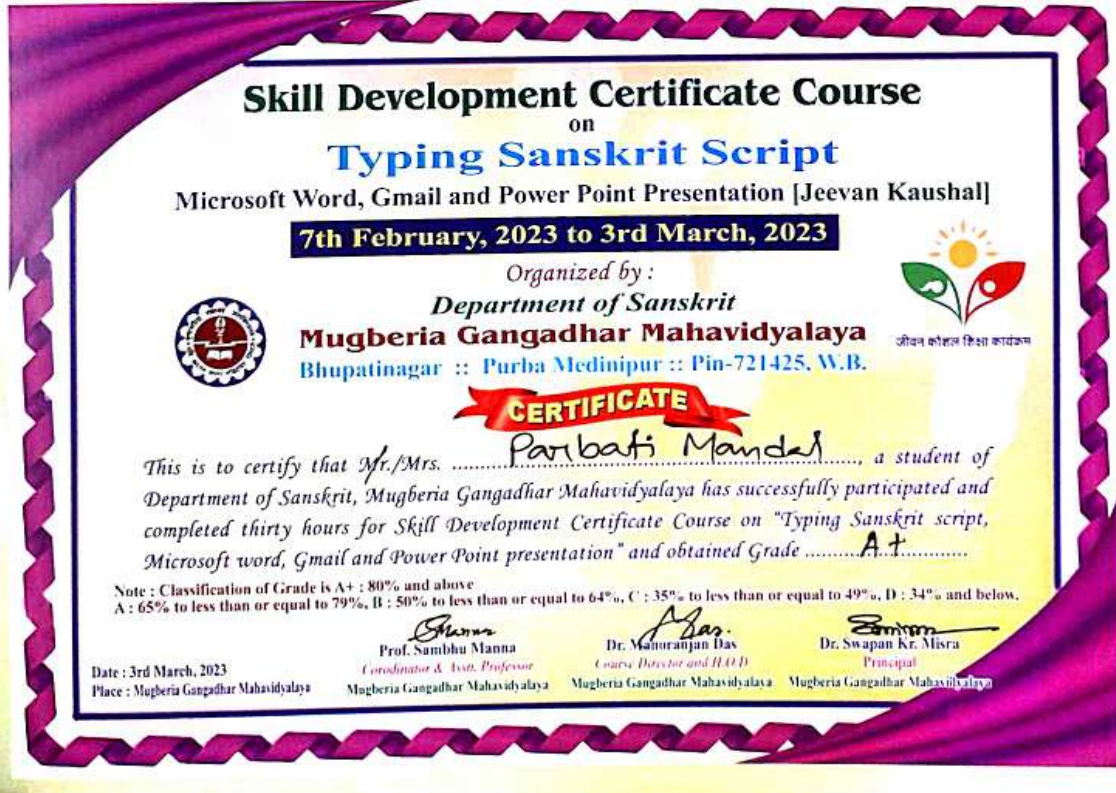 Skill Development Certificate Course
on
Typing Sanskrit Script
Microsoft Word, Gmail and Power Point Presentation [Jeevan Kaushal]
7th February, 2023 to 3rd March, 2023
Organized by :
Department of Sanskrit
Mugberia Gangadhar Mahavidyalaya
Bhupatinagar :: Purba Medinipur :: Pin-721425, W.B.
जीवन कौशल शिक्षा कार्यक्रम
CERTIFICATE
This is to certify that Mr./Mrs. Parbati Mandal, a student of
Department of Sanskrit, Mugberia Gangadhar Mahavidyalaya has successfully participated and
completed thirty hours for Skill Development Certificate Course on "Typing Sanskrit script,
Microsoft word, Gmail and Power Point presentation" and obtained Grade A+
Note : Classification of Grade is A+ : 80% and above
A : 65% to less than or equal to 79%, B : 50% to less than or equal to 64%, C : 35% to less than or equal to 49%, D : 34% and below.
Prof. Sambhu Manna
Corodinator & Asstt. Professor
Mugberia Gangadhar Mahavidyalaya
Dr. Manoranjan Das
Course Director and H.O.D
Mugberia Gangadhar Mahavidyalaya
Dr. Swapan Kr. Misra
Principal
Mugberia Gangadhar Mahavidyalaya
Date : 3rd March, 2023
Place : Mugberia Gangadhar Mahavidyalaya